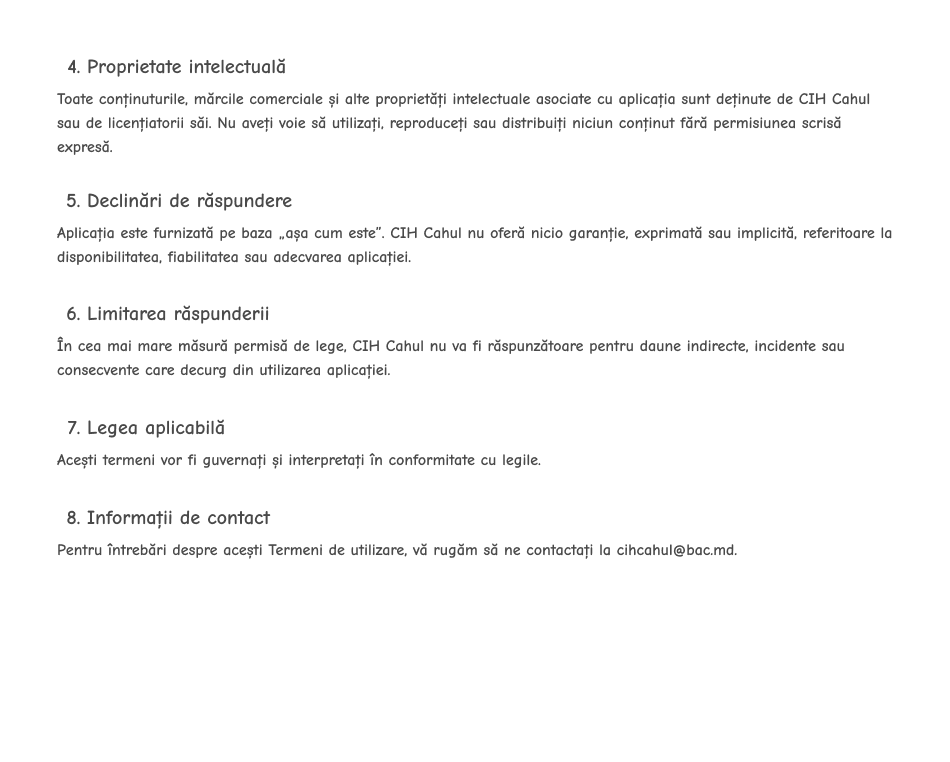 4. Proprietate intelectuală
Toate conținuturile, mărcile comerciale și alte proprietăți intelectuale asociate cu aplicația sunt deținute de CIH Cahul
sau de licențiatorii săi. Nu aveți voie să utilizați, reproduceți sau distribuiți niciun conținut fără permisiunea scrisă
expresă.
5. Declinări de răspundere
Aplicația este furnizată pe baza „așa cum este”. CIH Cahul nu oferă nicio garanție, exprimată sau implicită, referitoare la
disponibilitatea, fiabilitatea sau adecvarea aplicației.
6. Limitarea răspunderii
În cea mai mare măsură permisă de lege, CIH Cahul nu va fi răspunzătoare pentru daune indirecte, incidente sau
consecvente care decurg din utilizarea aplicației.
7. Legea aplicabilă
Acești termeni vor fi guvernați și interpretați în conformitate cu legile.
8. Informații de contact
Pentru întrebări despre acești Termeni de utilizare, vă rugăm să ne contactați la cihcahul@bac.md.